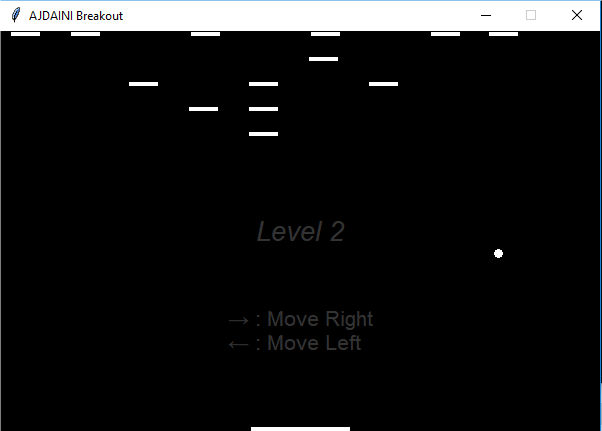 AJDAINI Breakout
Level 2
→ : Move Right
← : Move Left